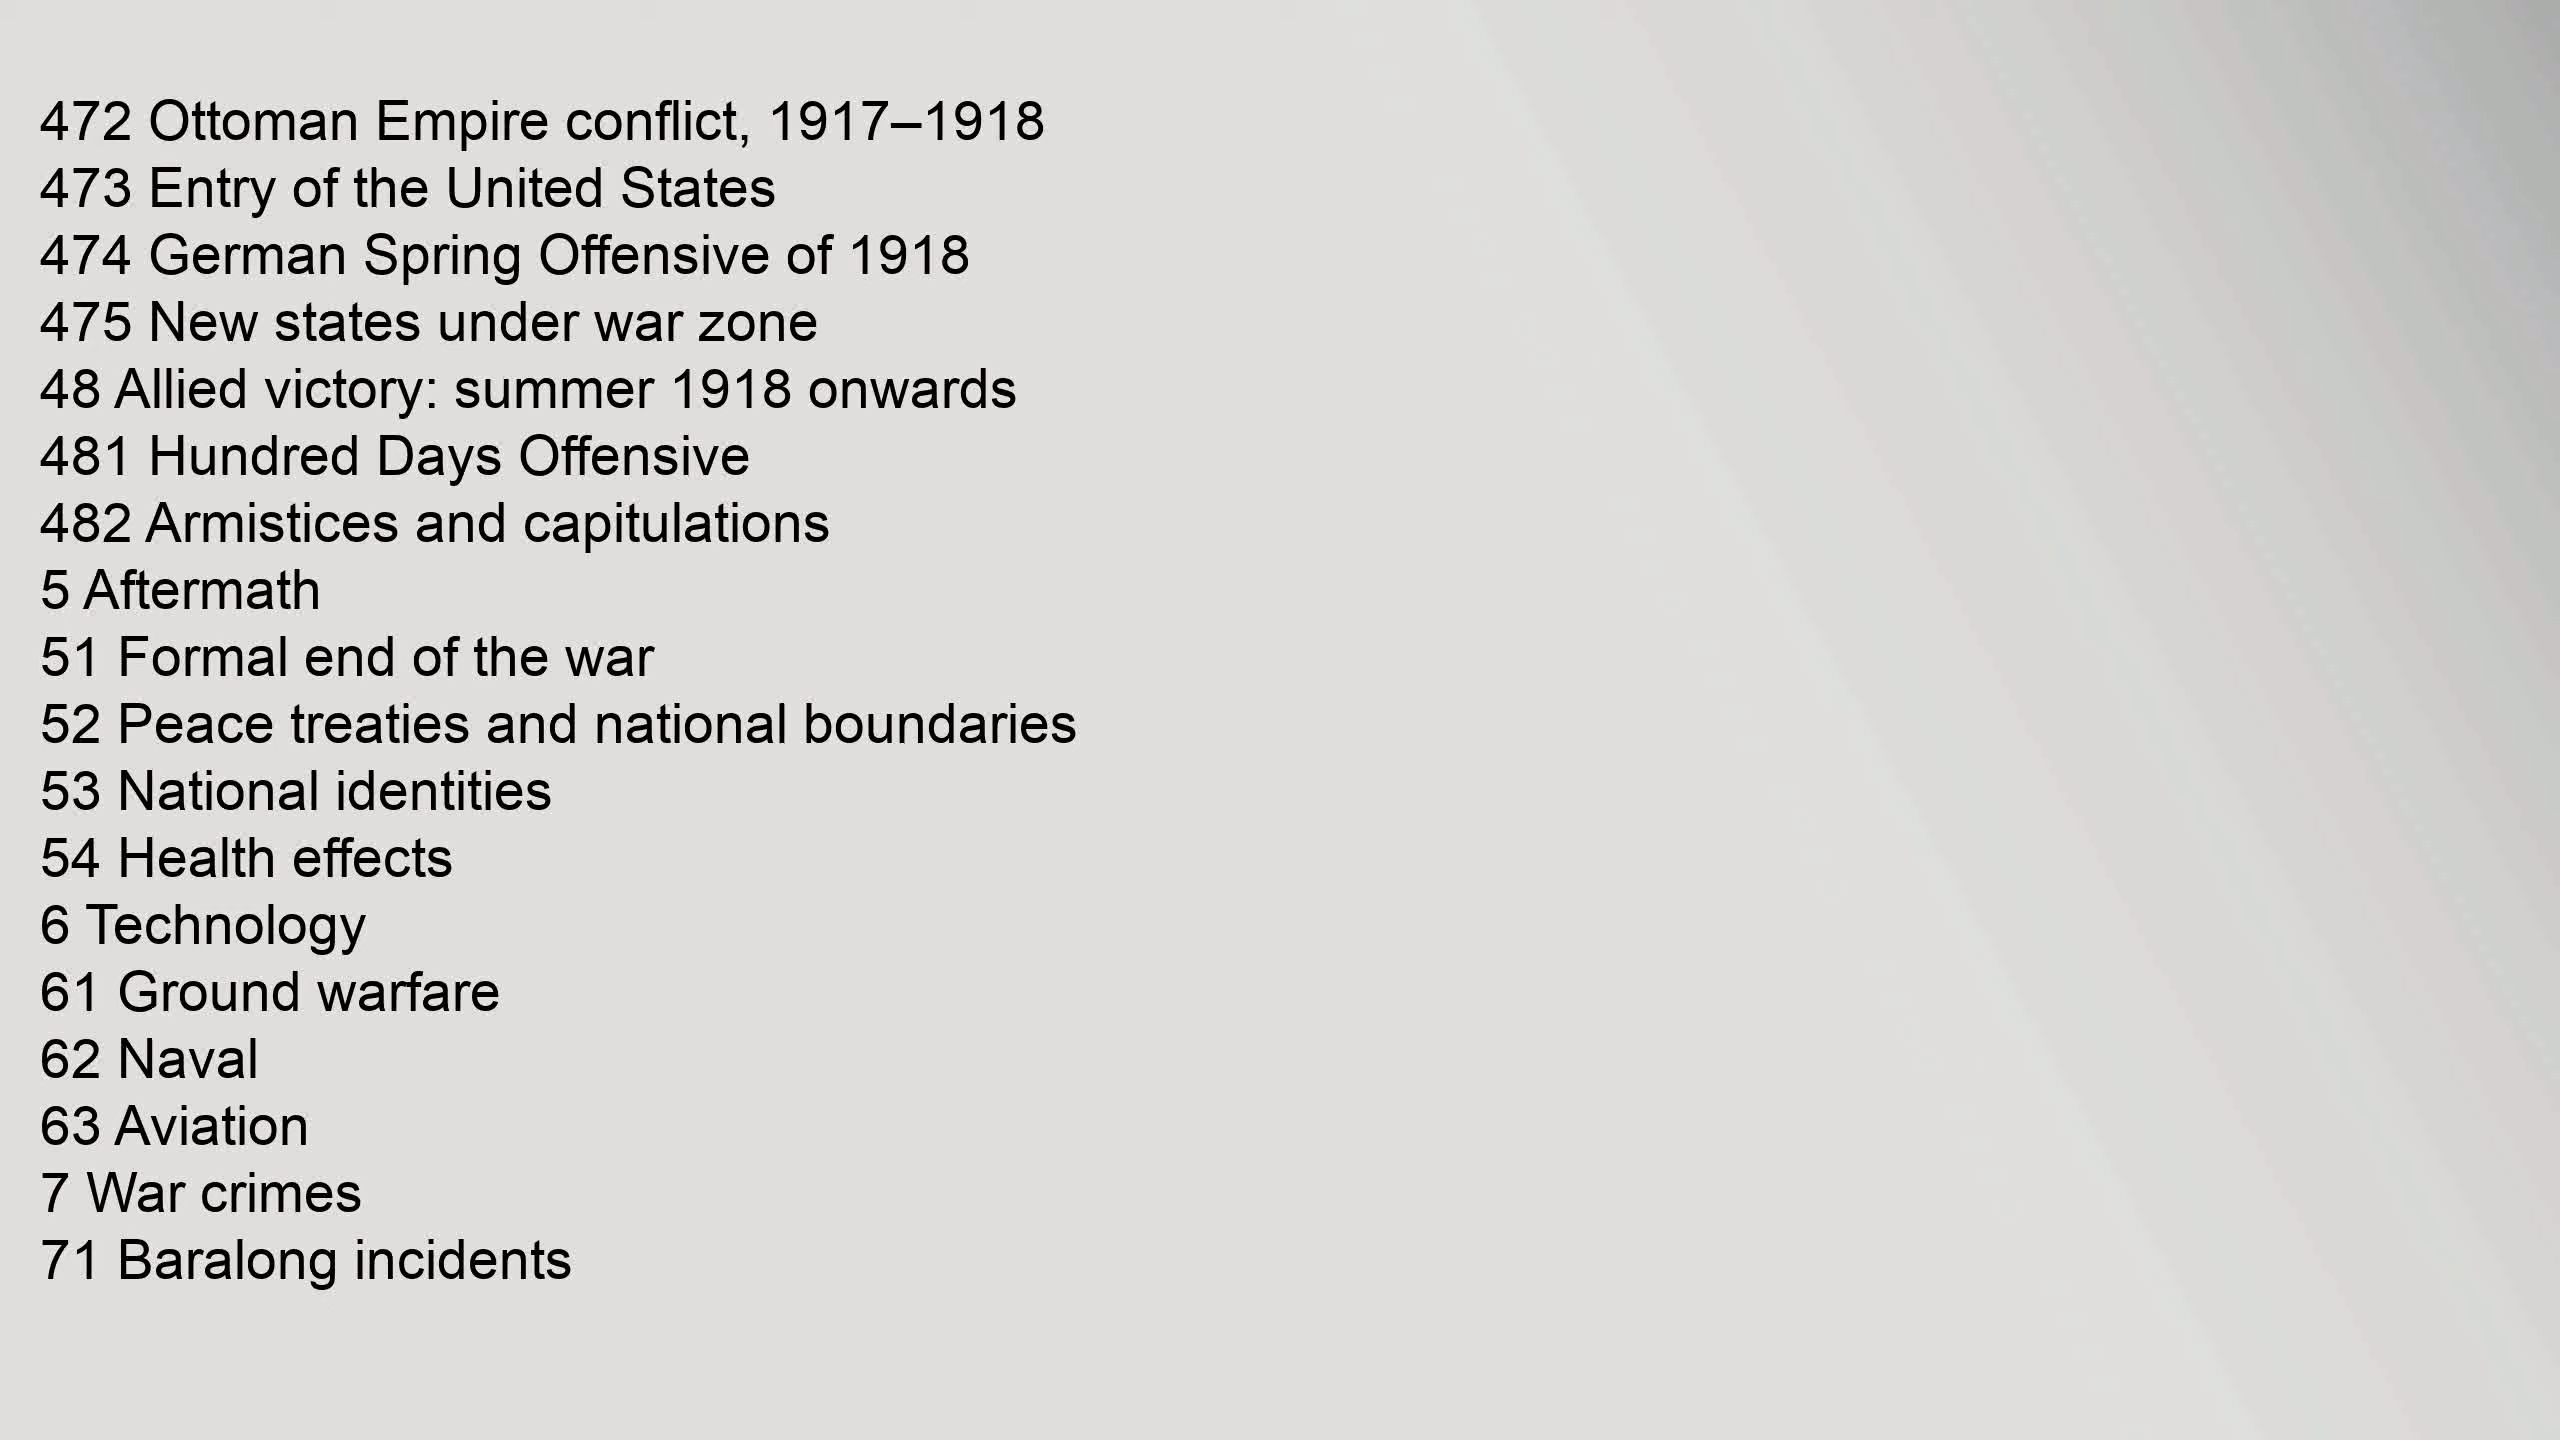 472 Ottoman Empire conflict, 1917–1918
473 Entry of the United States
474 German Spring Offensive of 1918
475 New states under war zone
48 Allied victory: summer 1918 onwards
481 Hundred Days Offensive
482 Armistices and capitulations
5 Aftermath
51 Formal end of the war
52 Peace treaties and national boundaries
53 National identities
54 Health effects
6 Technology
61 Ground warfare
62 Naval
63 Aviation
7 War crimes
71 Baralong incidents